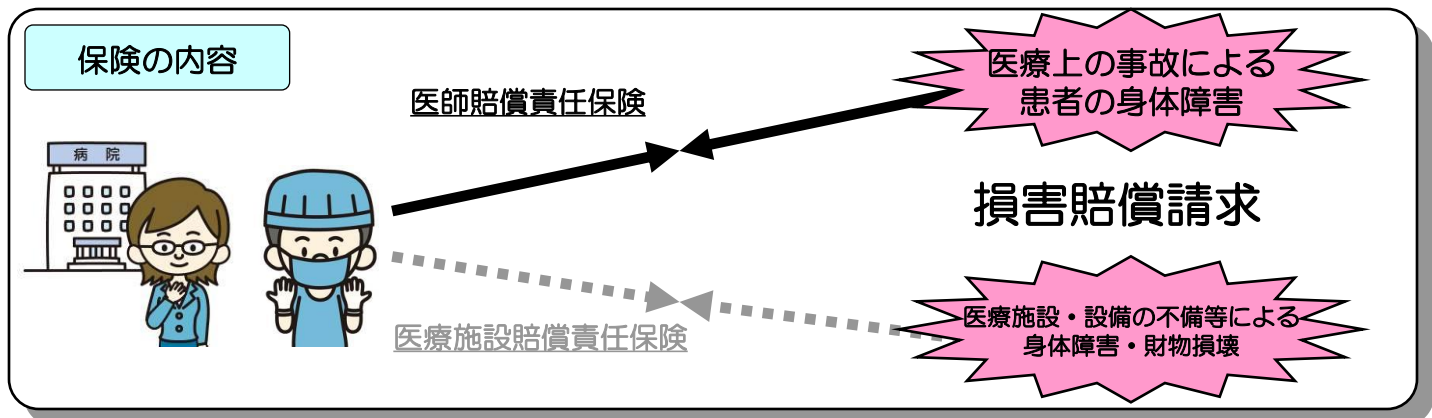 保険の内容
医療上の事故による
患者の身体障害
医師賠償責任保険
病 院
損害賠償請求
医療施設・設備の不備等による
身体障害・財物損壊
医療施設賠償責任保険